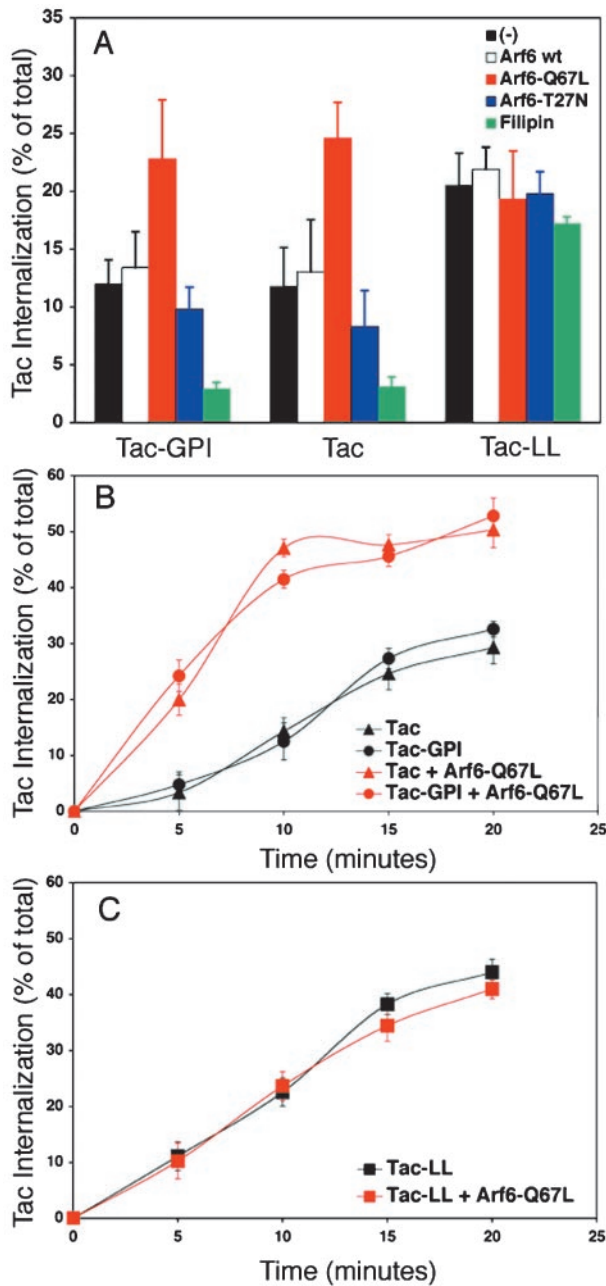 A
(-)
Arf6 wt
Arf6-Q67L
Arf6-T27N
Filipin
Tac Internalization (% of total)
35
30
25
20
15
10
5
0
Tac-GPI Tac Tac-LL
B
Tac Internalization (% of total)
60
50
40
30
20
10
0
Tac
Tac-GPI
Tac + Arf6-Q67L
Tac-GPI + Arf6-Q67L
0 5 10 15 20 25
Time (minutes)
C
Tac Internalization (% of total)
60
50
40
30
20
10
0
Tac-LL
Tac-LL + Arf6-Q67L
0 5 10 15 20 25
Time (minutes)